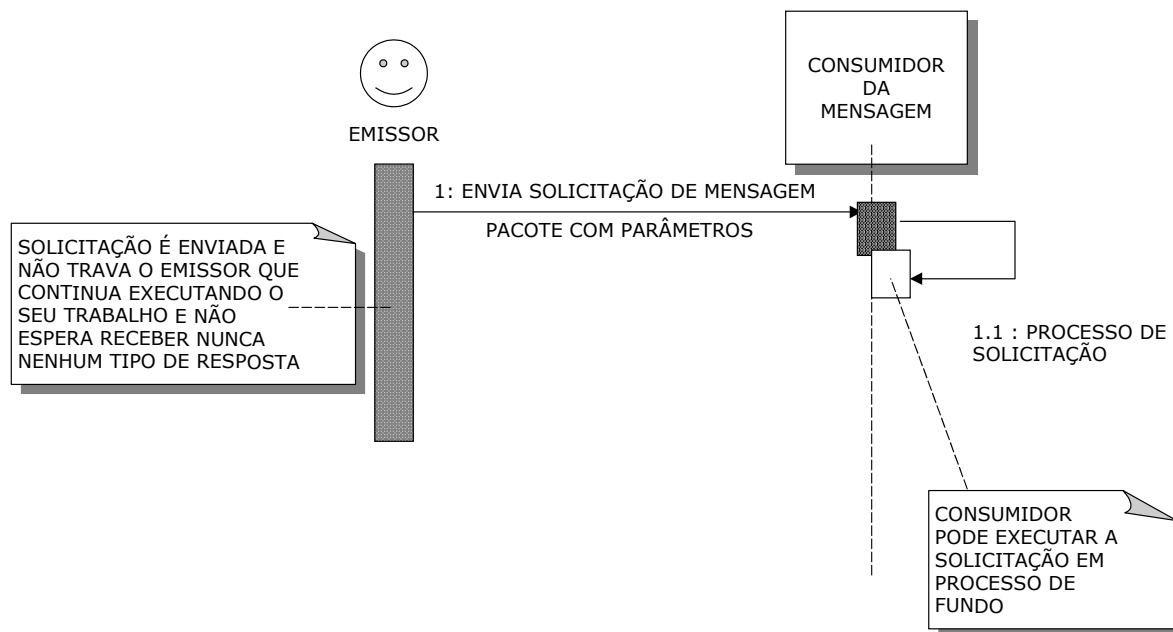 EMISSOR
CONSUMIDOR
DA
MENSAGEM
1: ENVIA SOLICITAÇÃO DE MENSAGEM
PACOTE COM PARÂMETROS
SOLICITAÇÃO É ENVIADA E
NÃO TRAVA O EMISSOR QUE
CONTINUA EXECUTANDO O
SEU TRABALHO E NÃO
ESPERA RECEBER NUNCA
NENHUM TIPO DE RESPOSTA
1.1 : PROCESSO DE
SOLICITAÇÃO
CONSUMIDOR
PODE EXECUTAR A
SOLICITAÇÃO EM
PROCESSO DE
FUNDO